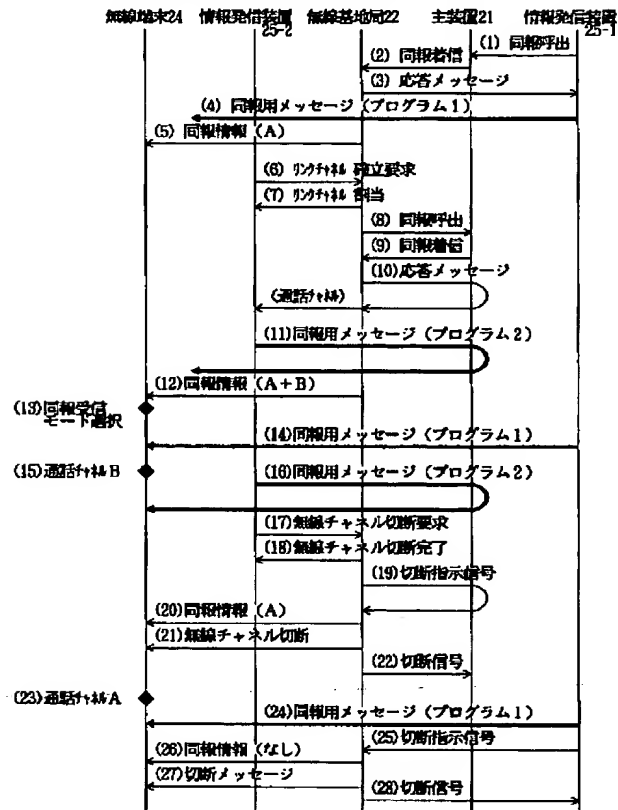 無線端末24 情報発信装置25-2 無線基地局22 主装置21 情報発信装置25-1
(1) 同報呼出
(2) 同報着信
(3) 応答メッセージ
(4) 同報用メッセージ (プログラム1)
(5) 同報情報 (A)
(6) リンクチャネル 確立要求
(7) リンクチャネル 割当
(8) 同報呼出
(9) 同報着信
(10)応答メッセージ
(通話チャネル)
(11)同報用メッセージ (プログラム2)
(12)同報情報 (A+B)
(13)同報受信
モード選択
(14)同報用メッセージ (プログラム1)
(15)通話チャネルB
(16)同報用メッセージ (プログラム2)
(17)無線チャネル切断要求
(18)無線チャネル切断完了
(19)切断指示信号
(20)同報情報 (A)
(21)無線チャネル切断
(22)切断信号
(23)通話チャネルA
(24)同報用メッセージ (プログラム1)
(25)切断指示信号
(26)同報情報 (なし)
(27)切断メッセージ
(28)切断信号